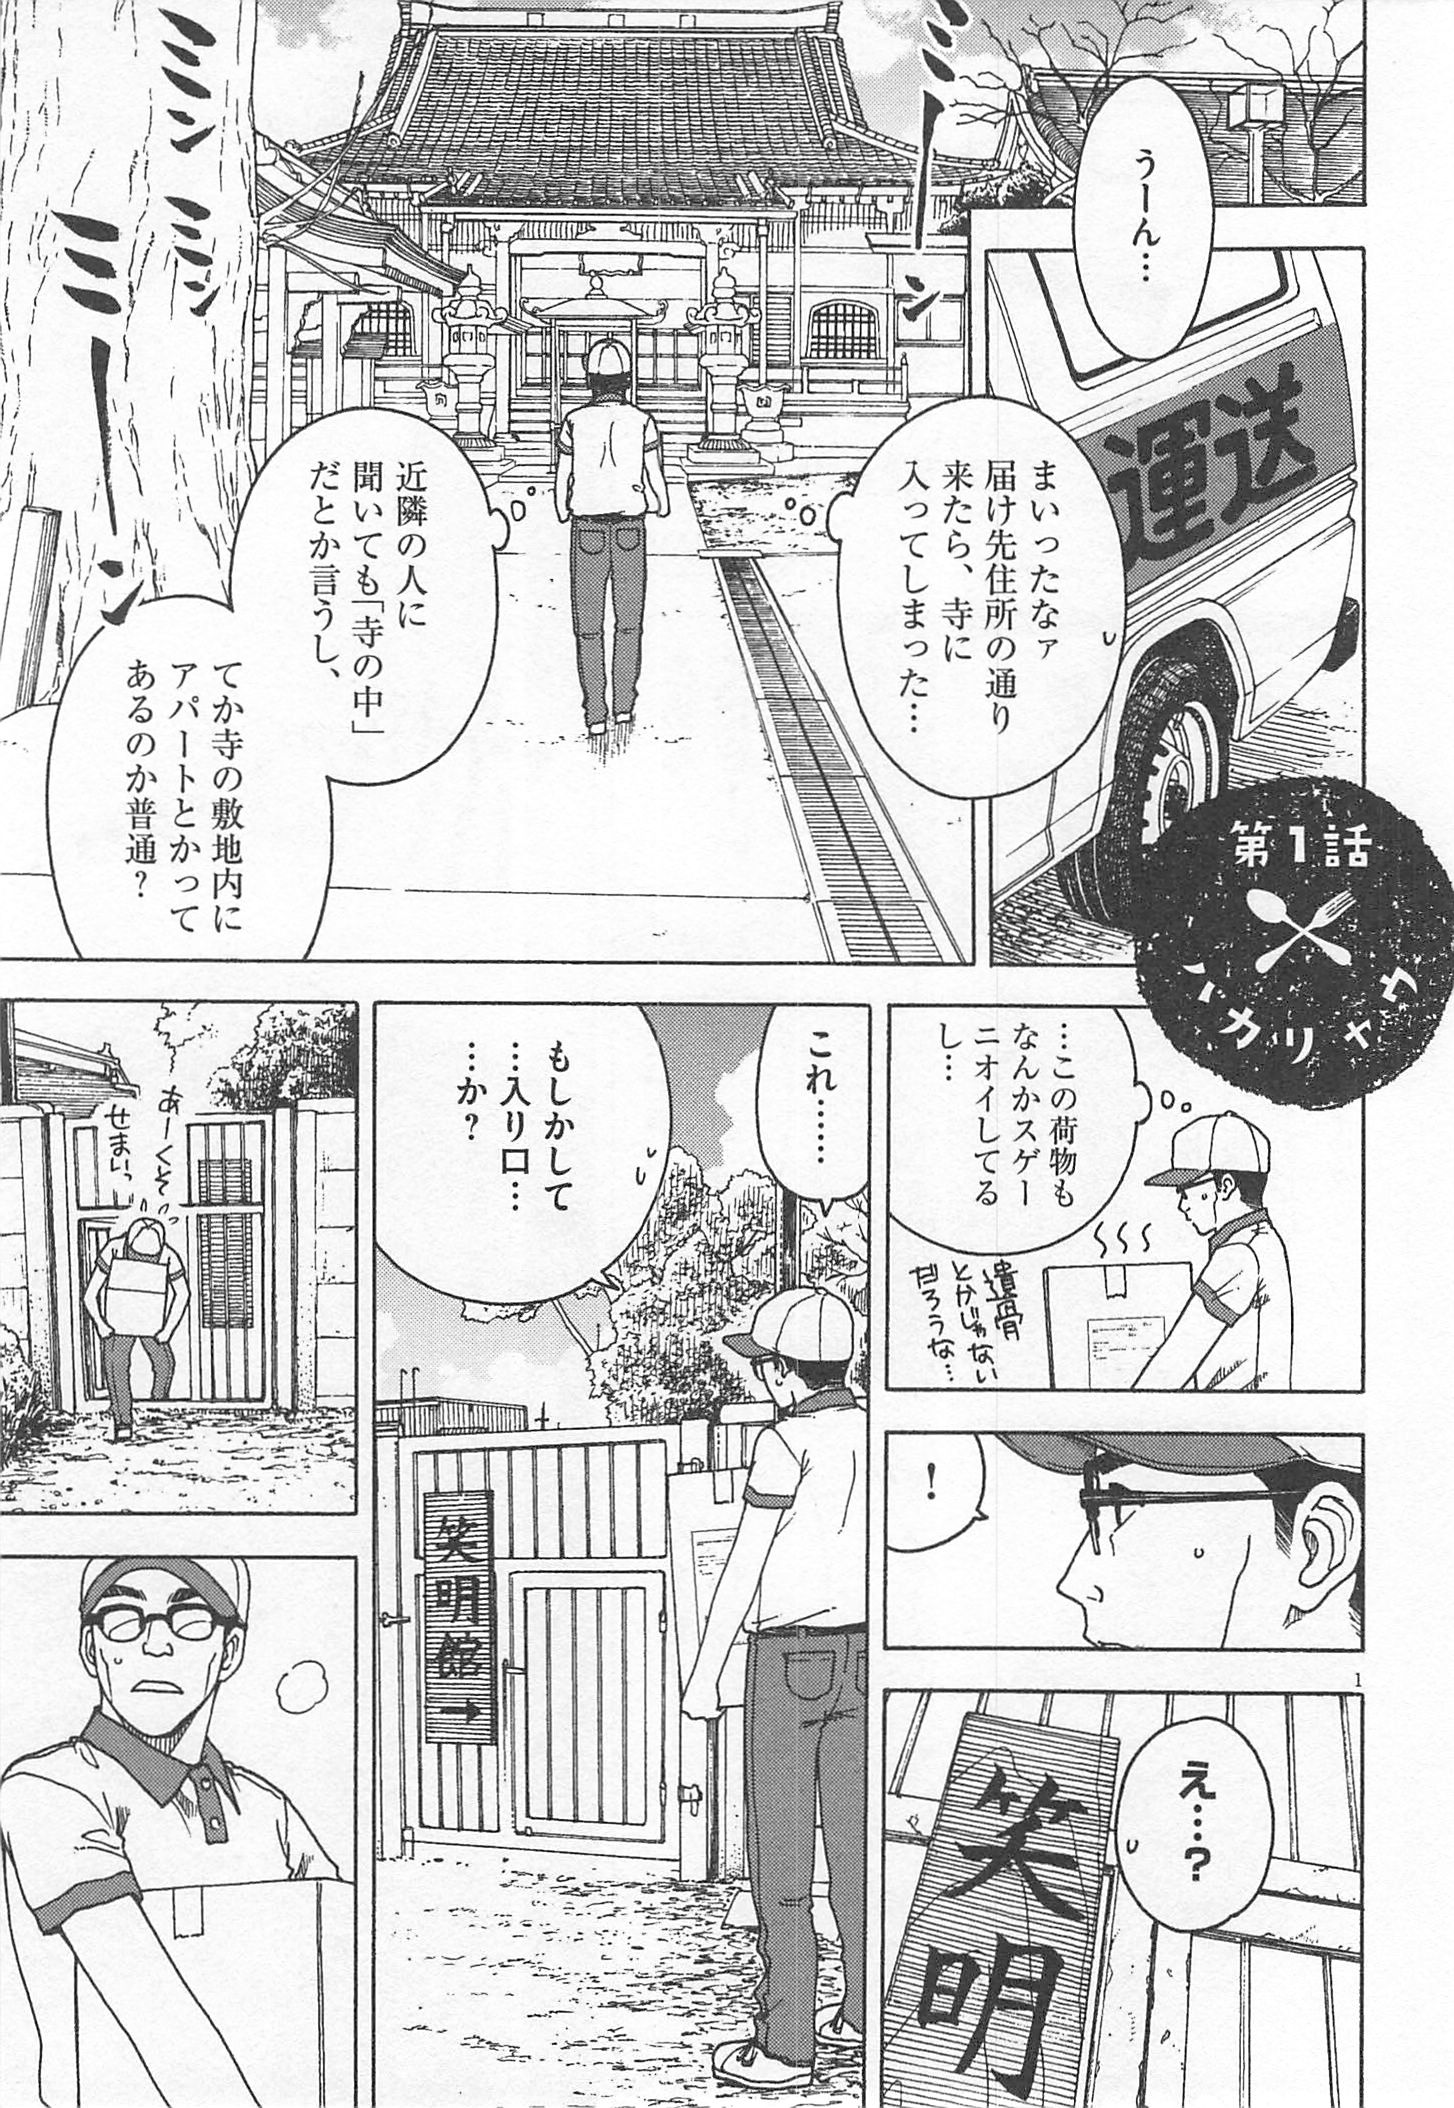 うーん…
運送
第1話
バカリャウ
まいったなァ
届け先住所の通り
来たら、寺に
入ってしまった…
近隣の人に
聞いても「寺の中」
だとか言うし、
てか寺の敷地内に
アパートとかって
あるのか普通？
ミーン
ミンミン
ミーーン
…この荷物も
なんかスゲー
ニオイしてる
し…
遺骨
とかじゃない
だろうな…
！
え…？
笑明
1
これ……
もしかして
…入り口…
…か？
笑明館→
あーくそ
せまいっ